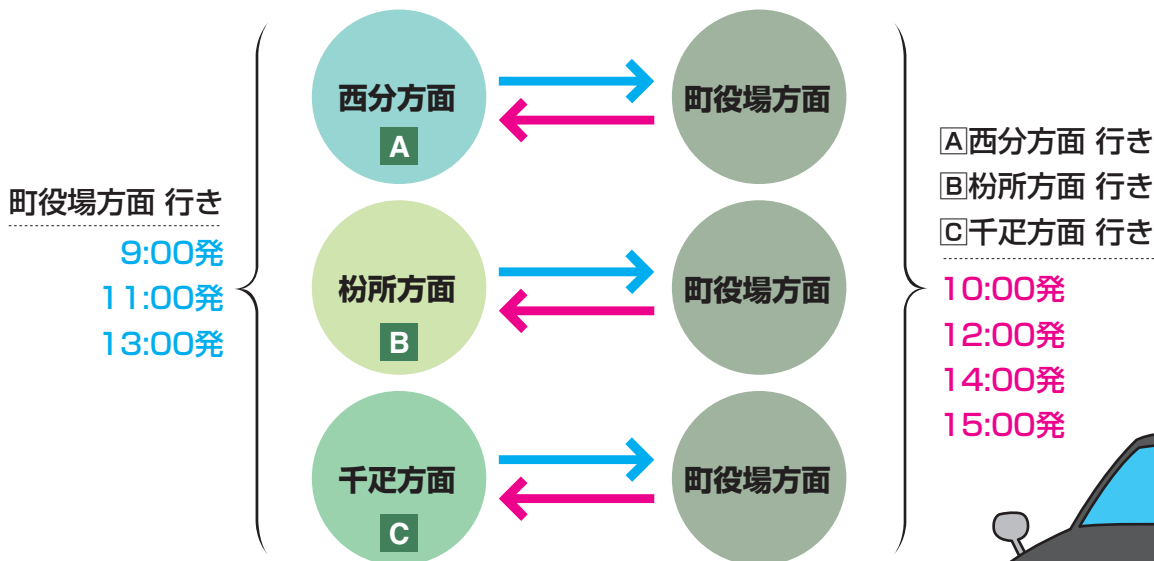 町役場方面 行き
9:00発
11:00発
13:00発
西分方面
A
町役場方面
枌所方面
B
町役場方面
千疋方面
C
町役場方面
A西分方面 行き
B枌所方面 行き
C千疋方面 行き
10:00発
12:00発
14:00発
15:00発